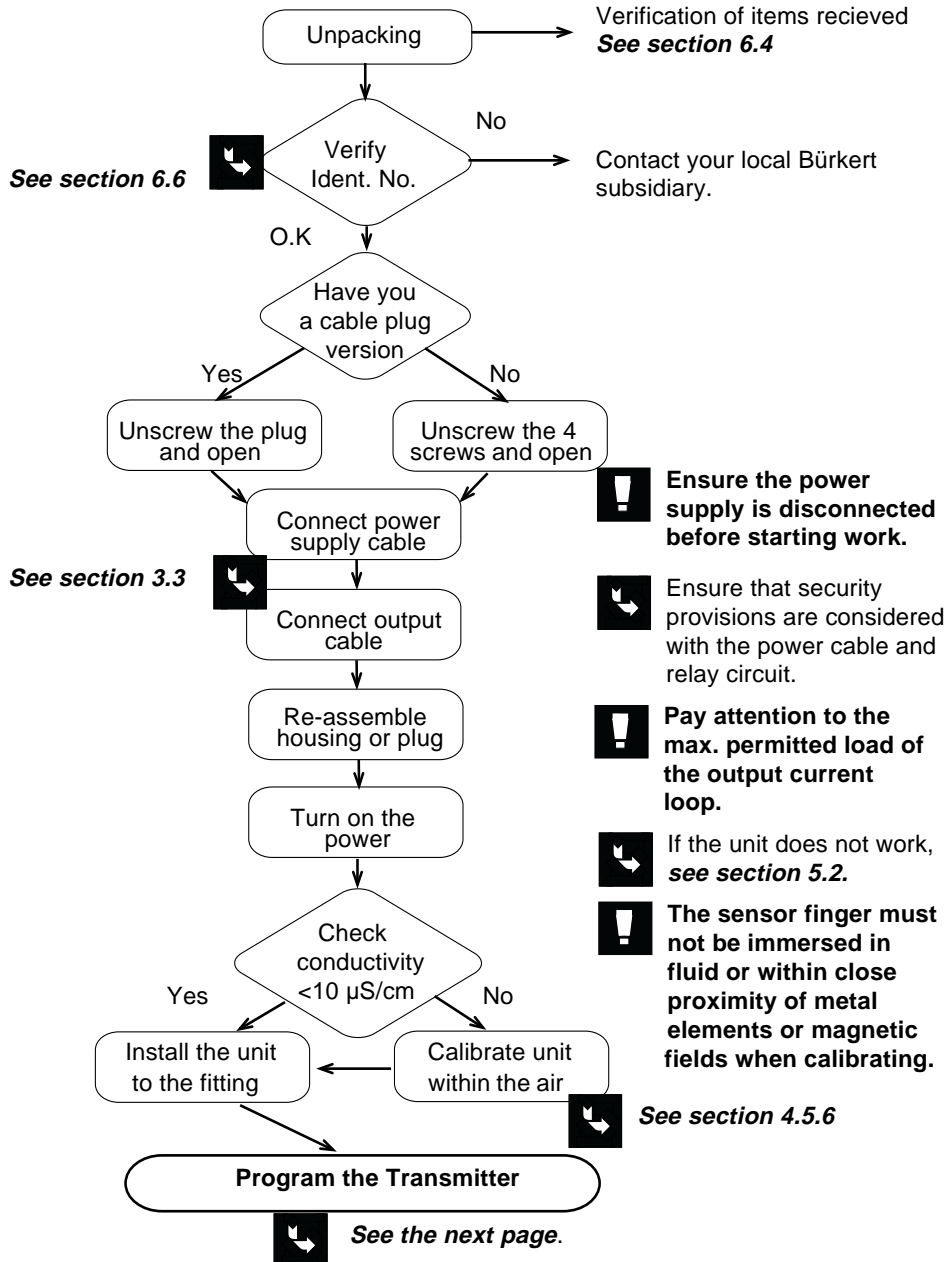 Unpacking
Verification of items recieved
See section 6.4
Verify
Ident. No.
No
See section 6.6
Contact your local Bürkert
subsidiary.
O.K
Have you
a cable plug
version
Yes
No
Unscrew the plug
and open
Unscrew the 4
screws and open
Ensure the power
supply is disconnected
before starting work.
Connect power
supply cable
See section 3.3
Ensure that security
provisions are considered
with the power cable and
relay circuit.
Connect output
cable
Re-assemble
housing or plug
Pay attention to the
max. permitted load of
the output current
loop.
Turn on the
power
If the unit does not work,
see section 5.2.
Check
conductivity
<10 µS/cm
The sensor finger must
not be immersed in
fluid or within close
proximity of metal
elements or magnetic
fields when calibrating.
Yes
No
Install the unit
to the fitting
Calibrate unit
within the air
See section 4.5.6
Program the Transmitter
See the next page.